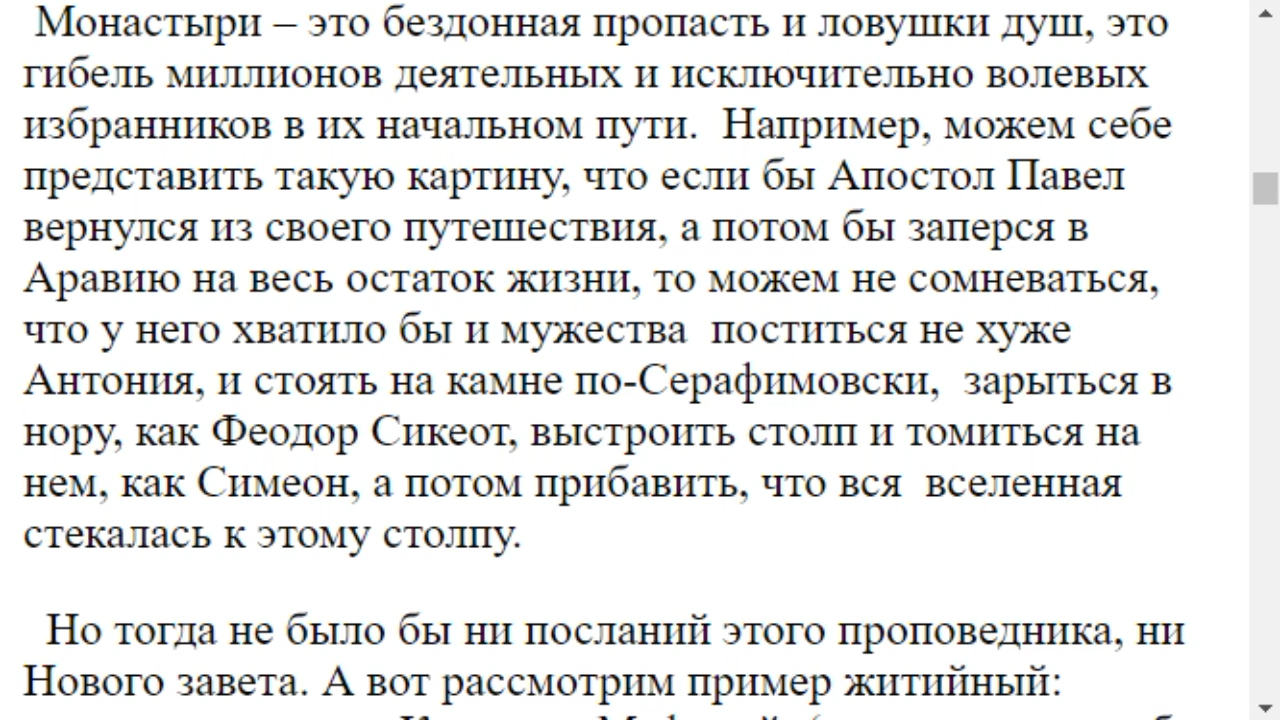 Монастыри – это бездонная пропасть и ловушки душ, это
гибель миллионов деятельных и исключительно волевых
избранников в их начальном пути.  Например, можем себе
представить такую картину, что если бы Апостол Павел
вернулся из своего путешествия, а потом бы заперся в
Аравию на весь остаток жизни, то можем не сомневаться,
что у него хватило бы и мужества  поститься не хуже
Антония, и стоять на камне по-Серафимовски,  зарыться в
нору, как Феодор Сикеот, выстроить столп и томиться на
нем, как Симеон, а потом прибавить, что вся  вселенная
стекалась к этому столпу.
Но тогда не было бы ни посланий этого проповедника, ни
Нового завета. А вот рассмотрим пример житийный: